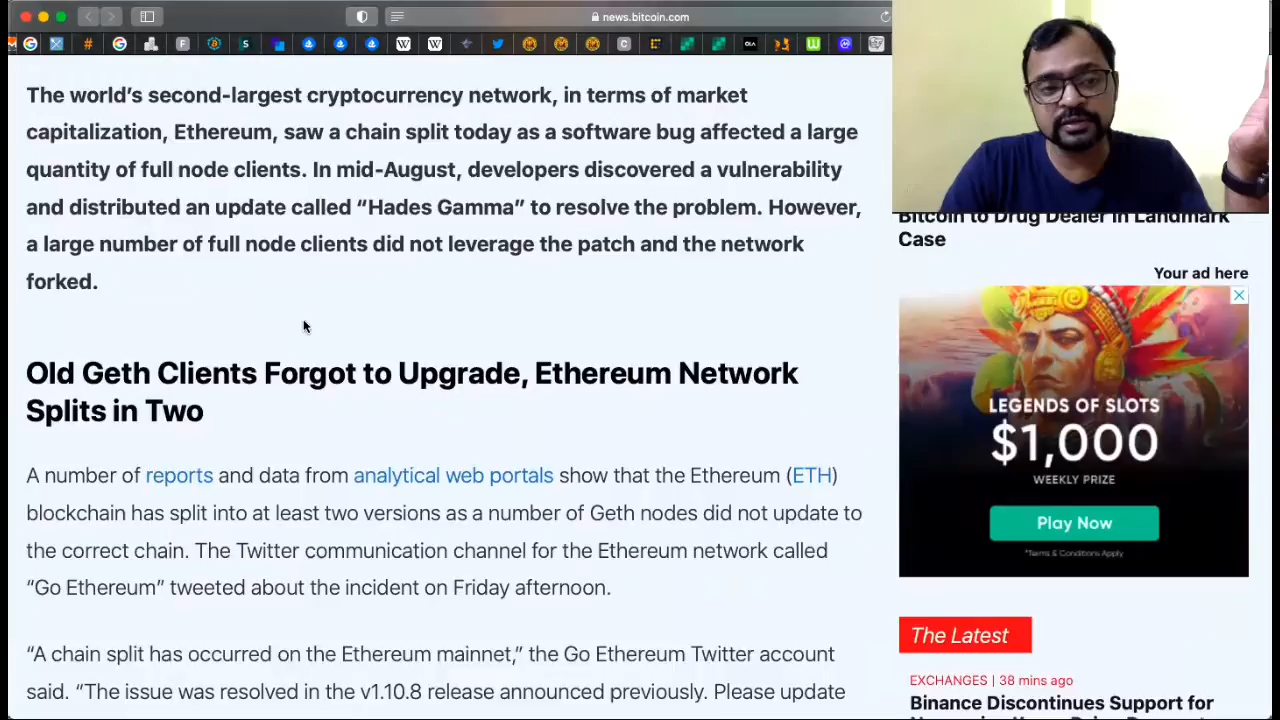 news.bitcoin.com
The world's second-largest cryptocurrency network, in terms of market
capitalization, Ethereum, saw a chain split today as a software bug affected a large
quantity of full node clients. In mid-August, developers discovered a vulnerability
and distributed an update called “Hades Gamma” to resolve the problem. However,
a large number of full node clients did not leverage the patch and the network
forked.
Old Geth Clients Forgot to Upgrade, Ethereum Network
Splits in Two
A number of reports and data from analytical web portals show that the Ethereum (ETH)
blockchain has split into at least two versions as a number of Geth nodes did not update to
the correct chain. The Twitter communication channel for the Ethereum network called
“Go Ethereum” tweeted about the incident on Friday afternoon.
“A chain split has occurred on the Ethereum mainnet,” the Go Ethereum Twitter account
said. “The issue was resolved in the v1.10.8 release announced previously. Please update
Bitcoin to Drug Dealer in Landmark
Case
Your ad here
LEGENDS OF SLOTS
$1,000
WEEKLY PRIZE
Play Now
*Terms & Conditions Apply
The Latest
EXCHANGES | 38 mins ago
Binance Discontinues Support for